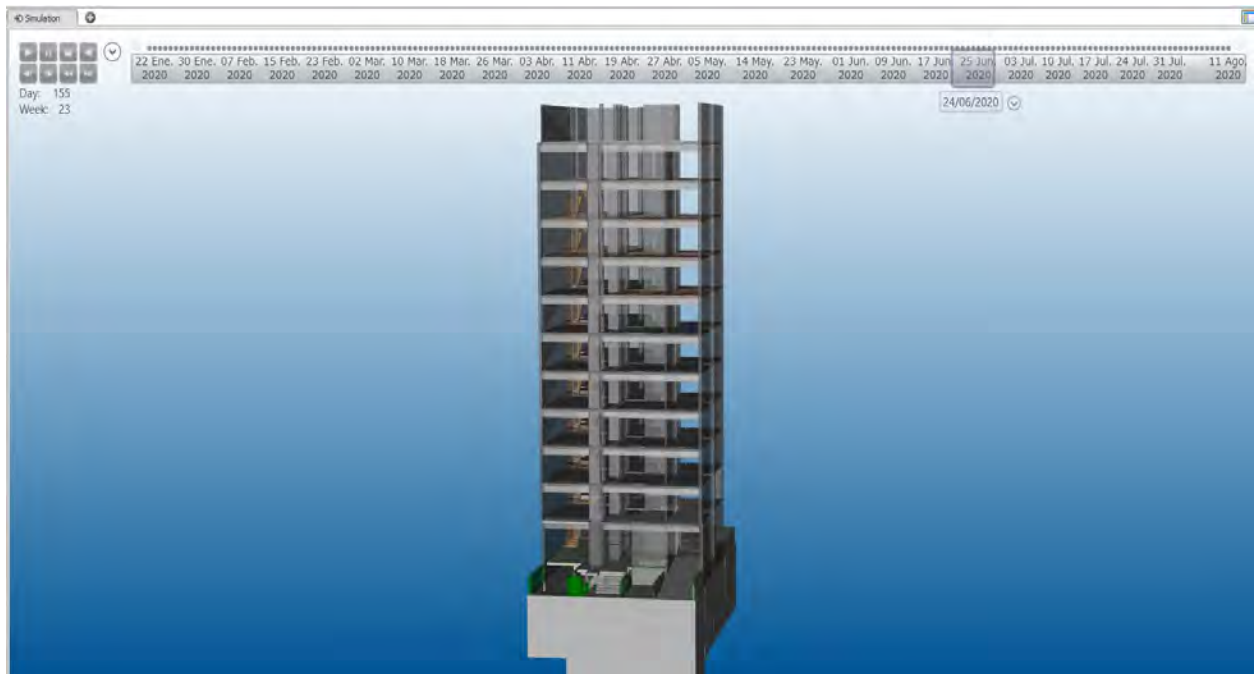 Simulation
22 Ene. 30 Ene. 07 Feb. 15 Feb. 23 Feb. 02 Mar. 10 Mar. 18 Mar. 26 Mar. 03 Abr. 11 Abr. 19 Abr. 27 Abr. 05 May. 14 May. 23 May. 01 Jun. 09 Jun. 17 Jun 25 Jun 03 Jul. 10 Jul. 17 Jul. 24 Jul. 31 Jul. 11 Ago.
2020 2020 2020 2020 2020 2020 2020 2020 2020 2020 2020 2020 2020 2020 2020 2020 2020 2020 2020 2020 2020 2020 2020 2020 2020 2020
Day: 155
Week: 23
24/06/2020